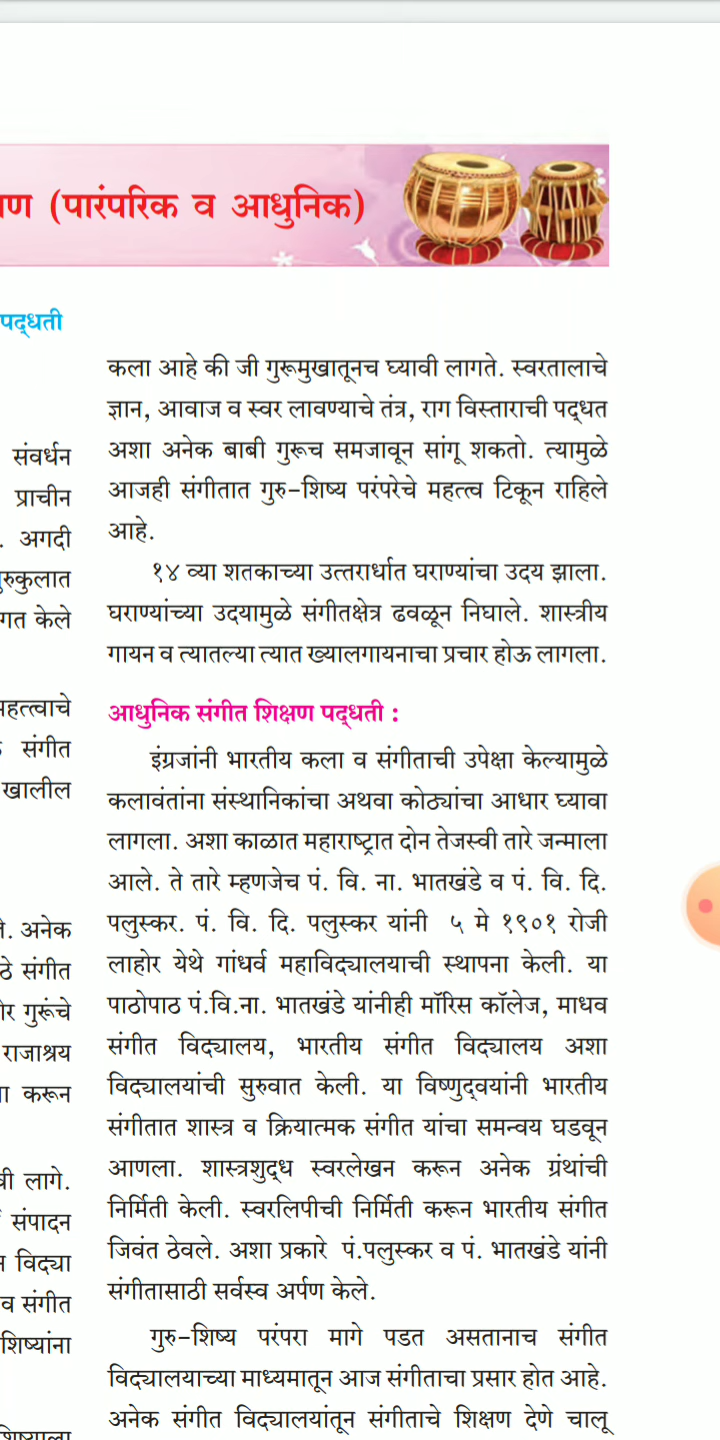 (पारंपरिक व आधुनिक)
पद्धती
संवर्धन
प्राचीन
. अगदी
गुरुकुलात
केले
महत्त्वाचे
संगीत
खालील
. अनेक
संगीत
गुरूंचे
राजाश्रय
करून
लागे.
संपादन
विद्या
व संगीत
शिष्यांना
कला आहे की जी गुरूमुखातूनच घ्यावी लागते. स्वरतालाचे
ज्ञान, आवाज व स्वर लावण्याचे तंत्र, राग विस्ताराची पद्धत
अशा अनेक बाबी गुरूच समजावून सांगू शकतो. त्यामुळे
आजही संगीतात गुरु-शिष्य परंपरेचे महत्त्व टिकून राहिले
आहे.
१४ व्या शतकाच्या उत्तरार्धात घराण्यांचा उदय झाला.
घराण्यांच्या उदयामुळे संगीतक्षेत्र ढवळून निघाले. शास्त्रीय
गायन व त्यातल्या त्यात ख्यालगायनाचा प्रचार होऊ लागला.
आधुनिक संगीत शिक्षण पद्धती :
इंग्रजांनी भारतीय कला व संगीताची उपेक्षा केल्यामुळे
कलावंतांना संस्थानिकांचा अथवा कोठ्यांचा आधार घ्यावा
लागला. अशा काळात महाराष्ट्रात दोन तेजस्वी तारे जन्माला
आले. ते तारे म्हणजेच पं. वि. ना. भातखंडे व पं. वि. दि.
पलुस्कर. पं. वि. दि. पलुस्कर यांनी ५ मे १९०१ रोजी
लाहोर येथे गांधर्व महाविद्यालयाची स्थापना केली. या
पाठोपाठ पं.वि.ना. भातखंडे यांनीही मॉरिस कॉलेज, माधव
संगीत विद्यालय, भारतीय संगीत विद्यालय अशा
विद्यालयांची सुरुवात केली. या विष्णुद्वयांनी भारतीय
संगीतात शास्त्र व क्रियात्मक संगीत यांचा समन्वय घडवून
आणला. शास्त्रशुद्ध स्वरलेखन करून अनेक ग्रंथांची
निर्मिती केली. स्वरलिपीची निर्मिती करून भारतीय संगीत
जिवंत ठेवले. अशा प्रकारे पं.पलुस्कर व पं. भातखंडे यांनी
संगीतासाठी सर्वस्व अर्पण केले.
गुरु-शिष्य परंपरा मागे पडत असतानाच संगीत
विद्यालयाच्या माध्यमातून आज संगीताचा प्रसार होत आहे.
अनेक संगीत विद्यालयांतून संगीताचे शिक्षण देणे चालू